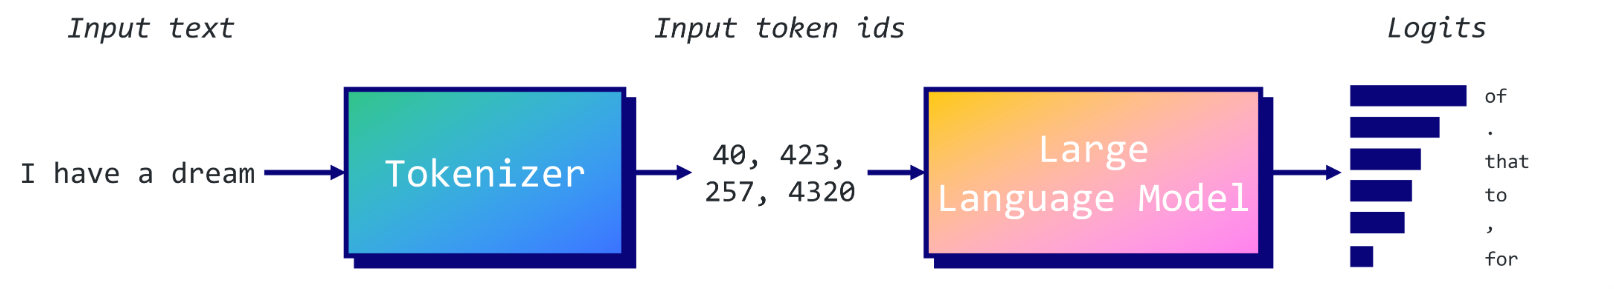 Input text
Input token ids
Logits
I have a dream
Tokenizer
40, 423,
257, 4320
Large
Language Model
of
.
that
to
,
for